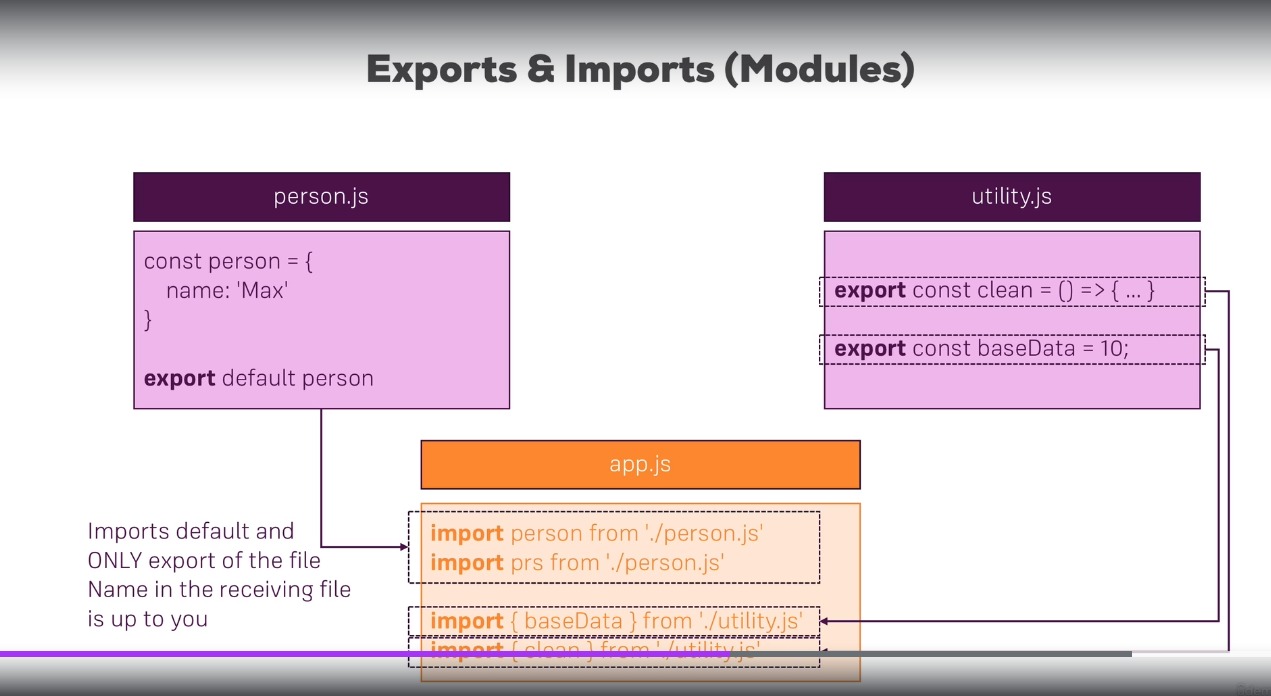 Exports & Imports (Modules)
person.js
const person = {
name: 'Max'
}
export default person
utility.js
export const clean = () => { ... }
export const baseData = 10;
app.js
import person from './person.js'
import prs from './person.js'
import { baseData } from './utility.js'
import { clean } from './utility.js'
Imports default and
ONLY export of the file
Name in the receiving file
is up to you